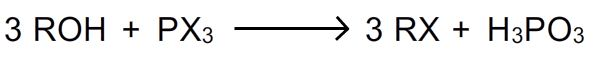 3 ROH + PX₃ ⟶ 3 RX + H₃PO₃